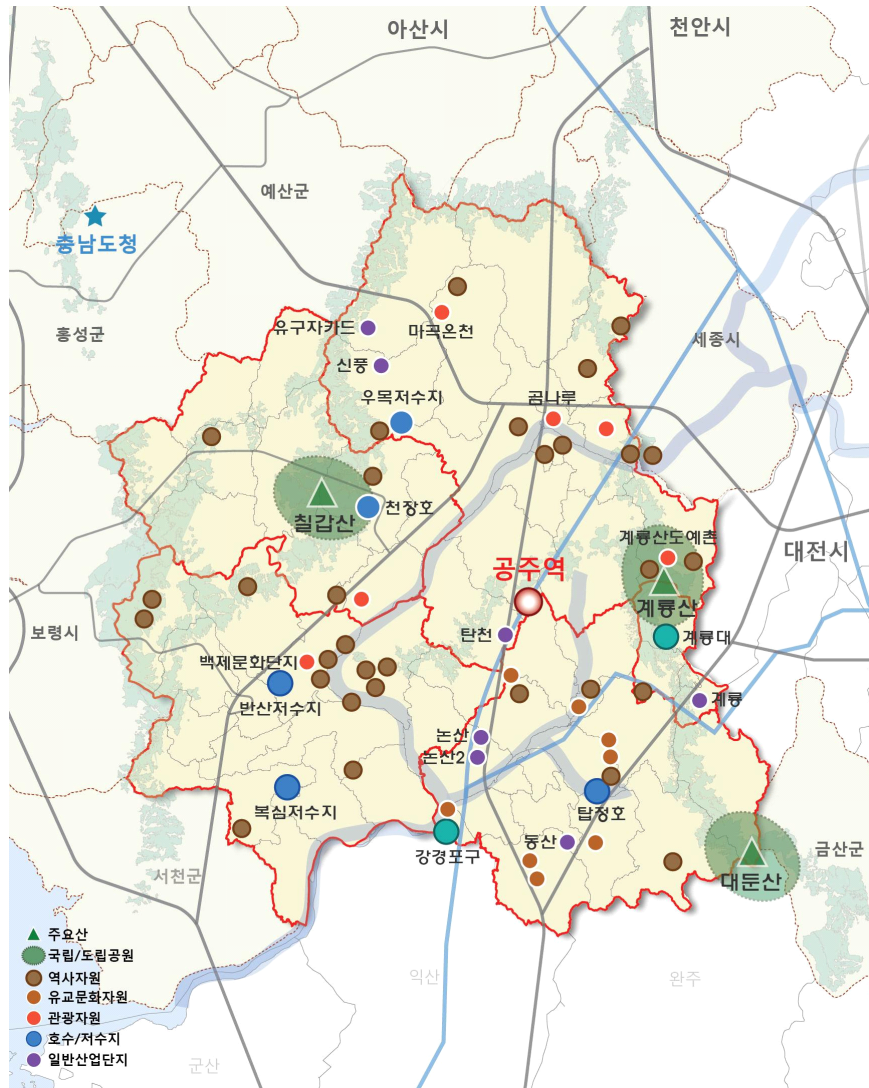 아산시
천안시
예산군
충남도청
홍성군
유구자카드
마곡온천
세종시
신풍
우목저수지
곰나루
칠갑산
천장호
계룡산도예촌
대전시
공주역
계룡산
보령시
탄천
계룡대
백제문화단지
반산저수지
계룡
논산
논산2
복심저수지
탑정호
동산
강경포구
대둔산
금산군
서천군
익산
완주
군산
주요산
국립/도립공원
역사자원
유교문화자원
관광자원
호수/저수지
일반산업단지